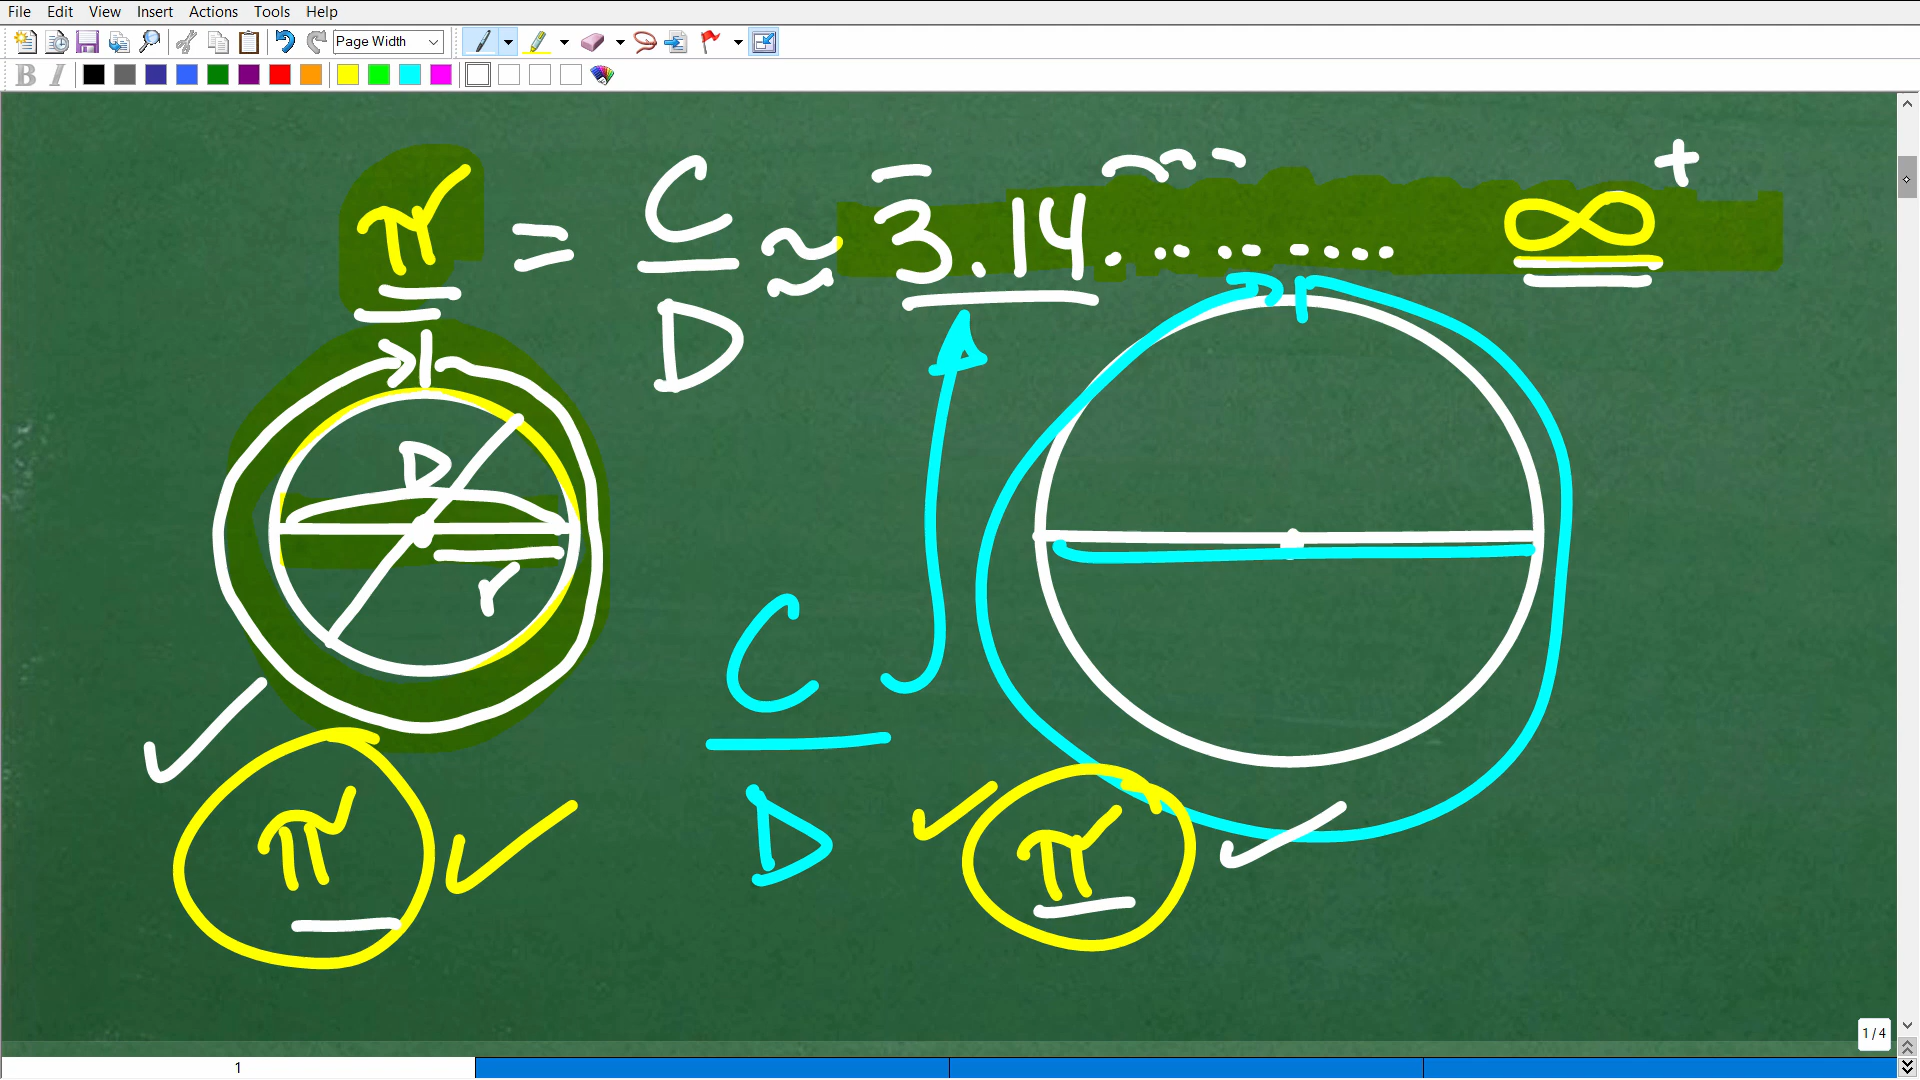 File Edit View Insert Actions Tools Help
Page Width
B I
π = C/D ≈ 3.14. ......... ∞ +
D
r
C/D
π π
1 / 4
1